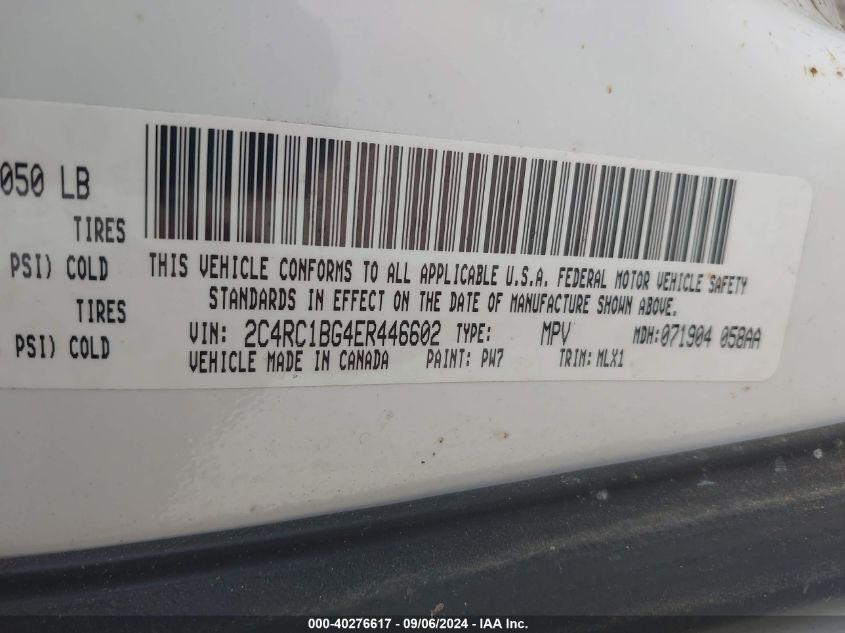 050 LB
TIRES
PSI) COLD
TIRES
PSI) COLD
THIS VEHICLE CONFORMS TO ALL APPLICABLE U.S.A. FEDERAL MOTOR VEHICLE SAFETY
STANDARDS IN EFFECT ON THE DATE OF MANUFACTURE SHOWN ABOVE.
VIN: 2C4RC1BG4ER446602 TYPE: MPV MDH:071904 058AA
VEHICLE MADE IN CANADA PAINT: PW7 TRIM: MLX1
000-40276617 - 09/06/2024 - IAA Inc.